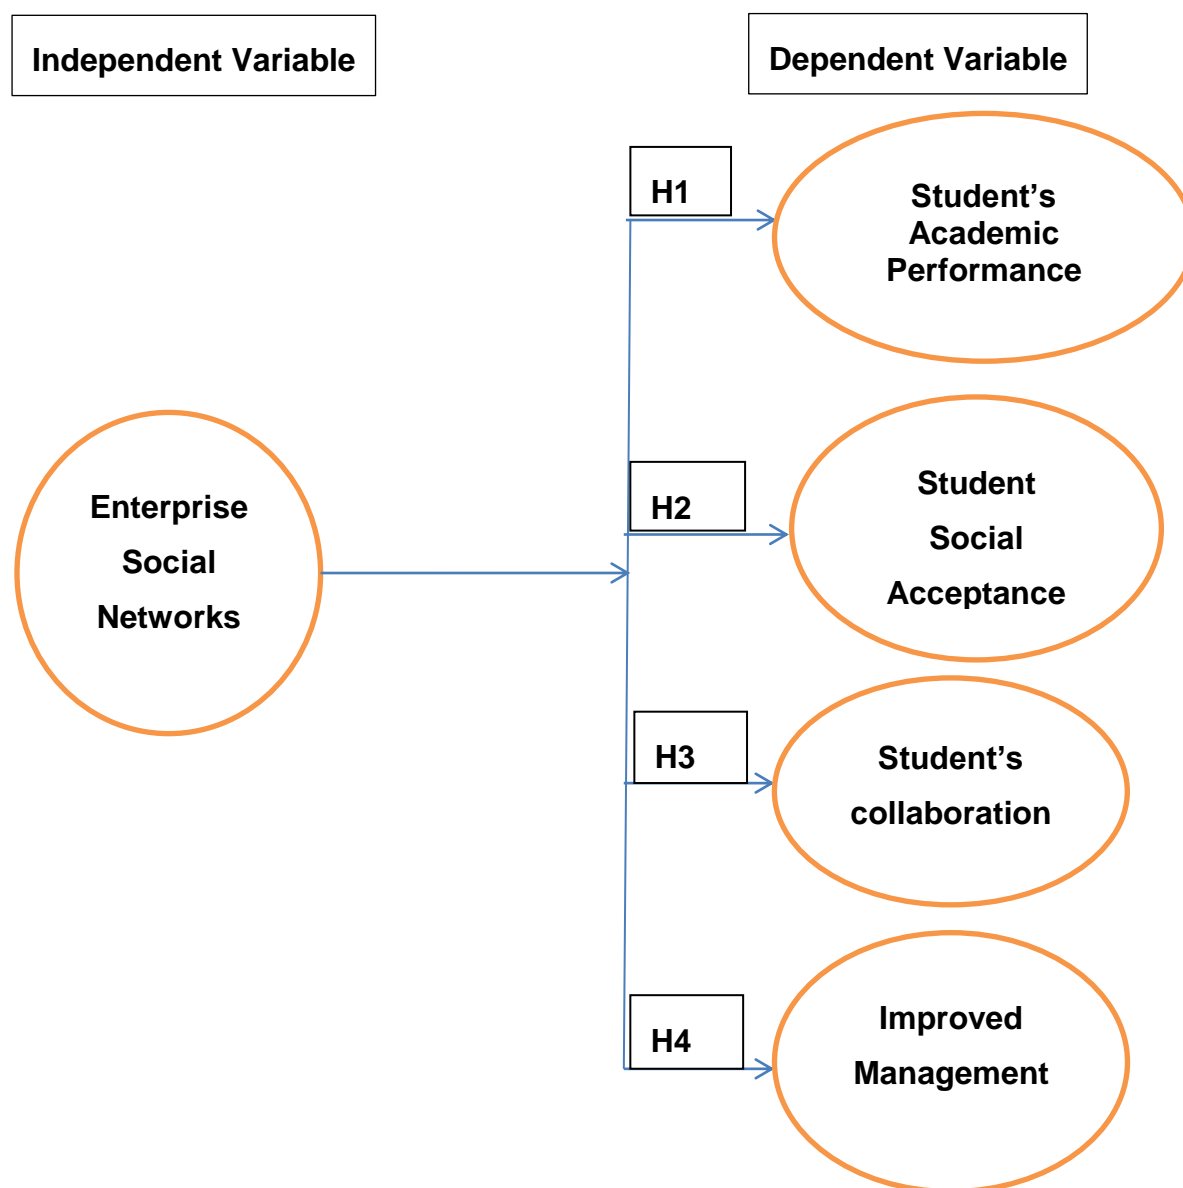 Independent Variable
Dependent Variable
H1
Student’s
Academic
Performance
H2
Student
Social
Acceptance
Enterprise
Social
Networks
H3
Student’s
collaboration
H4
Improved
Management